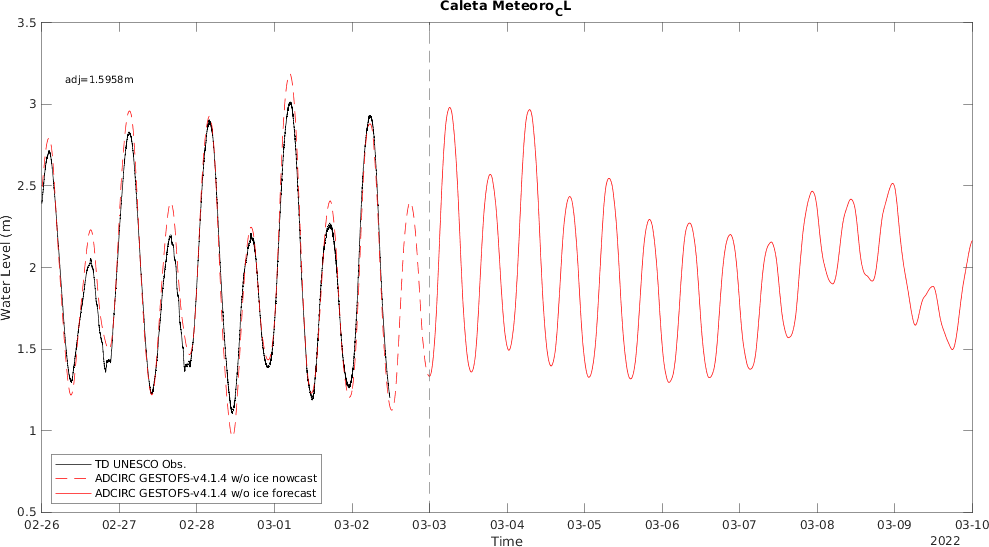 Caleta Meteoro_CL
adj=1.5958m
3.5
3
2.5
2
1.5
1
0.5
Water Level (m)
TD UNESCO Obs.
ADCIRC GESTOFS-v4.1.4 w/o ice nowcast
ADCIRC GESTOFS-v4.1.4 w/o ice forecast
02-26 02-27 02-28 03-01 03-02 03-03 03-04 03-05 03-06 03-07 03-08 03-09 03-10
Time
2022